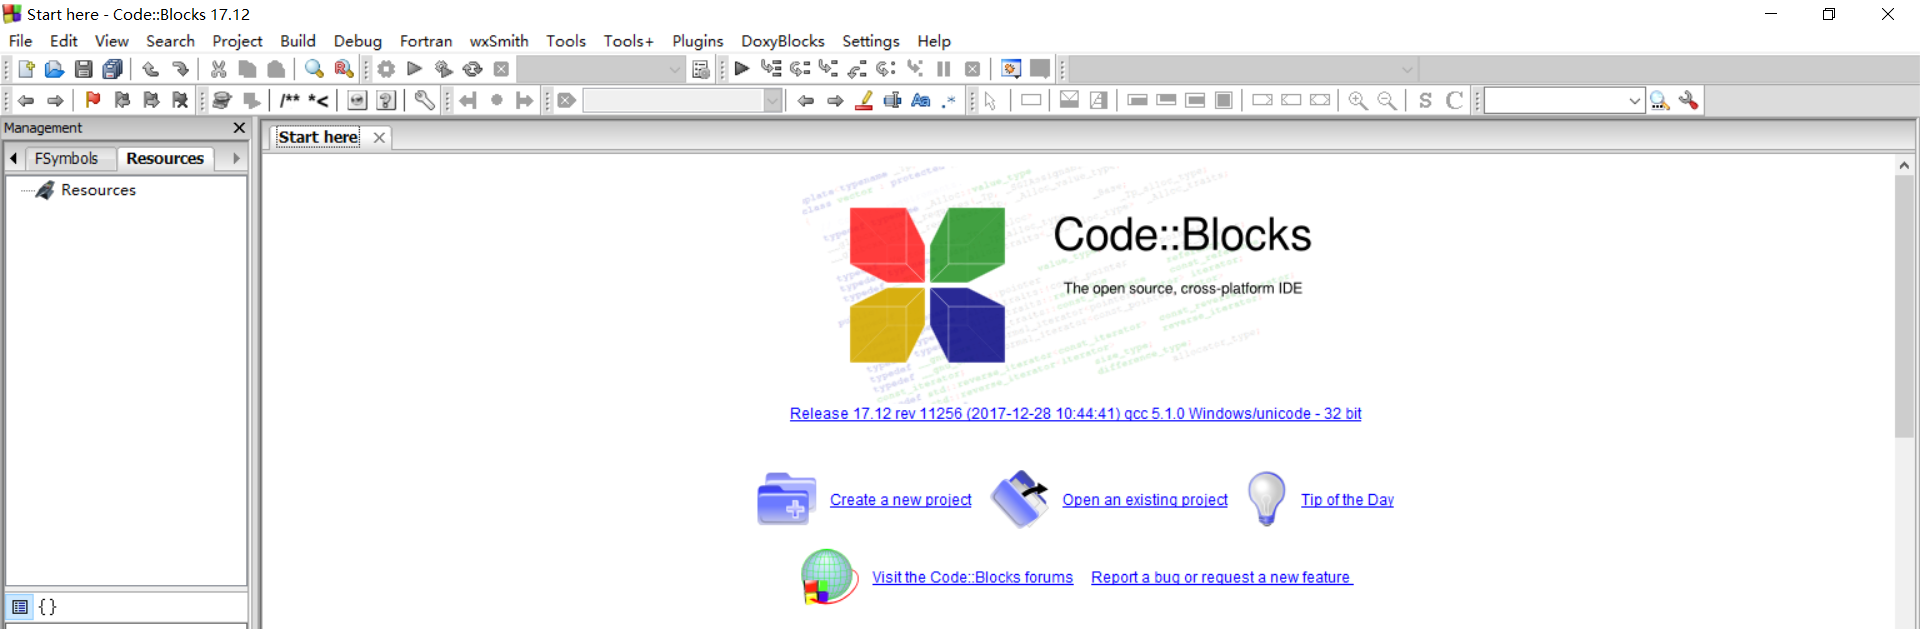 Start here - Code::Blocks 17.12
File Edit View Search Project Build Debug Fortran wxSmith Tools Tools+ Plugins DoxyBlocks Settings Help
/** *<
Aa .*
S C
Management
FSymbols Resources
Resources
{}
Start here
Code::Blocks
The open source, cross-platform IDE
Release 17.12 rev 11256 (2017-12-28 10:44:41) gcc 5.1.0 Windows/unicode - 32 bit
Create a new project Open an existing project Tip of the Day
Visit the Code::Blocks forums Report a bug or request a new feature